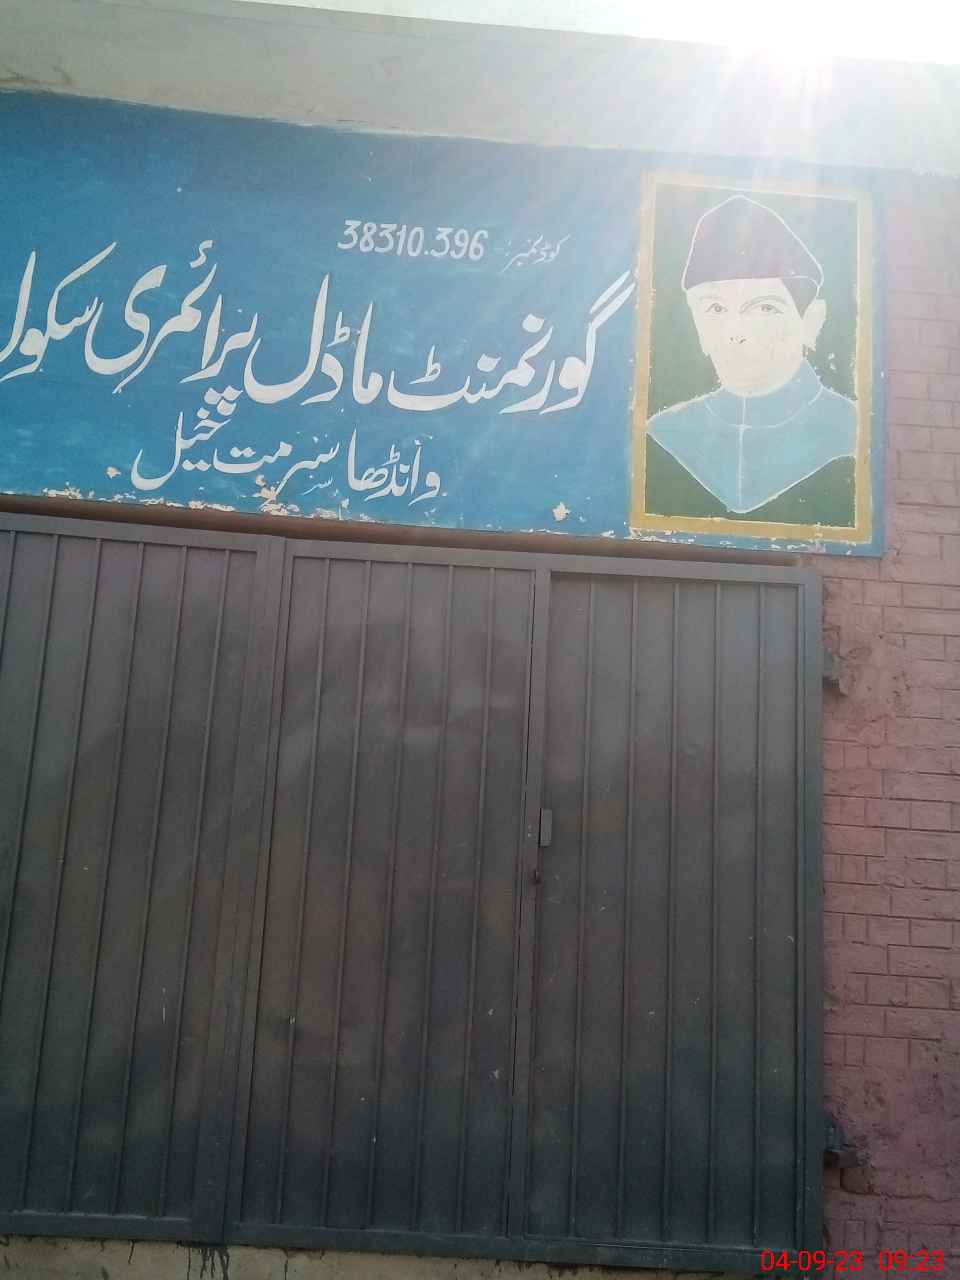 کوڈ نمبر: 38310.396
گورنمنٹ ماڈل پرائمری سکول
وانڈھا سرمت خیل
04-09-23 09:23